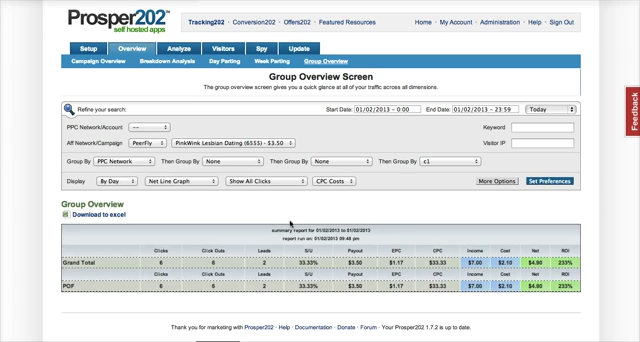 Prosper202™
self hosted apps
Tracking202 · Conversion202 · Offers202 · Featured Resources
Home · My Account · Administration · Help · Sign Out
Setup Overview Analyze Visitors Spy Update
Campaign Overview Breakdown Analysis Day Parting Week Parting Group Overview
Group Overview Screen
The group overview screen gives you a quick glance at all of your traffic across all dimensions.
Refine your search: Start Date: 01/02/2013 - 0:00 End Date: 01/02/2013 - 23:59 Today
PPC Network/Account --- Keyword
Aff Network/Campaign PeerFly PinkWink Lesbian Dating (6555) - $3.50 Visitor IP
Group By PPC Network Then Group By None Then Group By None Then Group By c1
Display By Day Net Line Graph Show All Clicks CPC Costs More Options Set Preferences
Group Overview
Download to excel
summary report for 01/02/2013 to 01/02/2013
report run on: 01/02/2013 09:48 pm
Clicks Click Outs Leads S/U Payout EPC CPC Income Cost Net ROI
Grand Total 6 6 2 33.33% $3.50 $1.17 $33.33 $7.00 $2.10 $4.90 233%
Clicks Click Outs Leads S/U Payout EPC CPC Income Cost Net ROI
POF 6 6 2 33.33% $3.50 $1.17 $33.33 $7.00 $2.10 $4.90 233%
Thank you for marketing with Prosper202 · Help · Documentation · Donate · Forum · Your Prosper202 1.7.2 is up to date.
Feedback